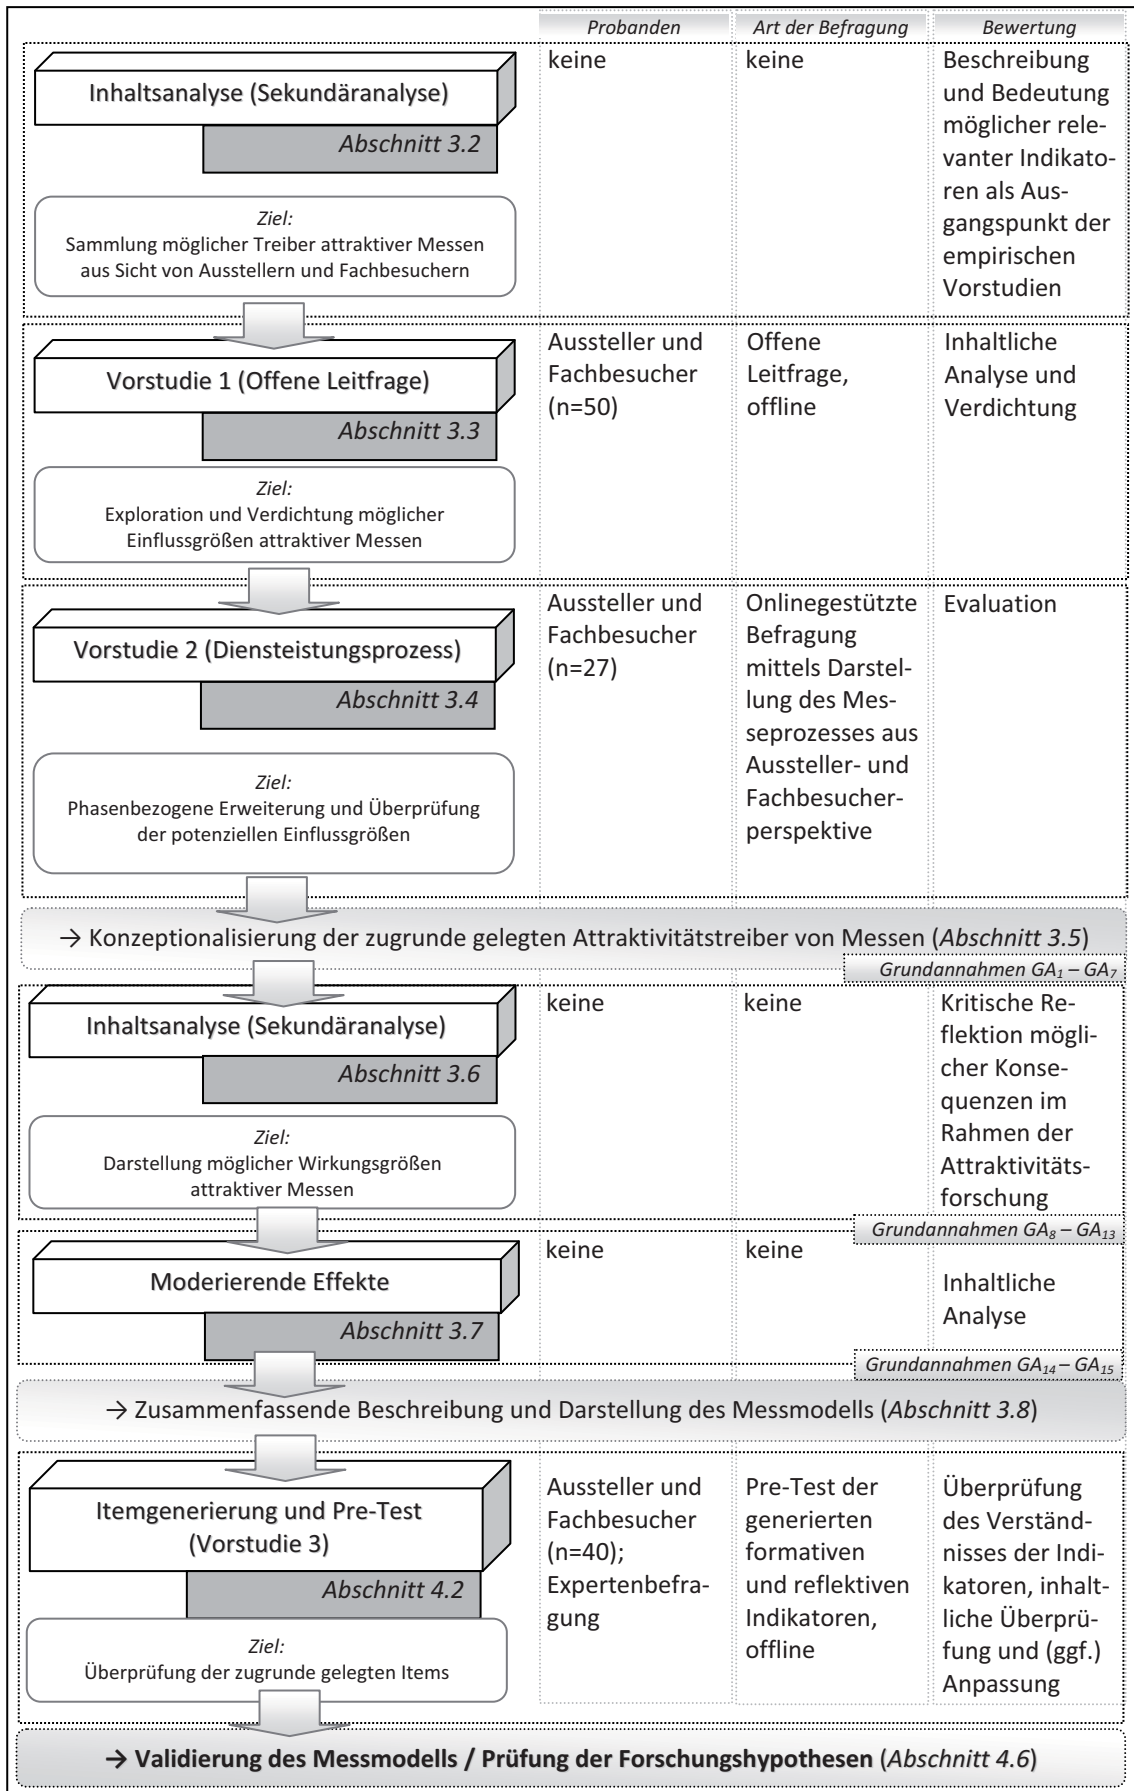 Probanden
Art der Befragung
Bewertung
Inhaltsanalyse (Sekundäranalyse)
Abschnitt 3.2
Ziel:
Sammlung möglicher Treiber attraktiver Messen
aus Sicht von Ausstellern und Fachbesuchern
keine
keine
Beschreibung
und Bedeutung
möglicher rele-
vanter Indikato-
ren als Aus-
gangspunkt der
empirischen
Vorstudien
Vorstudie 1 (Offene Leitfrage)
Abschnitt 3.3
Ziel:
Exploration und Verdichtung möglicher
Einflussgrößen attraktiver Messen
Aussteller und
Fachbesucher
(n=50)
Offene
Leitfrage,
offline
Inhaltliche
Analyse und
Verdichtung
Vorstudie 2 (Diensteistungsprozess)
Abschnitt 3.4
Ziel:
Phasenbezogene Erweiterung und Überprüfung
der potenziellen Einflussgrößen
Aussteller und
Fachbesucher
(n=27)
Onlinegestützte
Befragung
mittels Darstel-
lung des Mes-
seprozesses aus
Aussteller- und
Fachbesucher-
perspektive
Evaluation
→ Konzeptionalisierung der zugrunde gelegten Attraktivitätstreiber von Messen (Abschnitt 3.5)
Grundannahmen GA₁ – GA₇
Inhaltsanalyse (Sekundäranalyse)
Abschnitt 3.6
Ziel:
Darstellung möglicher Wirkungsgrößen
attraktiver Messen
keine
keine
Kritische Re-
flektion mögli-
cher Konse-
quenzen im
Rahmen der
Attraktivitäts-
forschung
Grundannahmen GA₈ – GA₁₃
Moderierende Effekte
Abschnitt 3.7
keine
keine
Inhaltliche
Analyse
Grundannahmen GA₁₄ – GA₁₅
→ Zusammenfassende Beschreibung und Darstellung des Messmodells (Abschnitt 3.8)
Itemgenerierung und Pre-Test
(Vorstudie 3)
Abschnitt 4.2
Ziel:
Überprüfung der zugrunde gelegten Items
Aussteller und
Fachbesucher
(n=40);
Expertenbefra-
gung
Pre-Test der
generierten
formativen
und reflektiven
Indikatoren,
offline
Überprüfung
des Verständ-
nisses der Indi-
katoren, inhalt-
liche Überprü-
fung und (ggf.)
Anpassung
→ Validierung des Messmodells / Prüfung der Forschungshypothesen (Abschnitt 4.6)